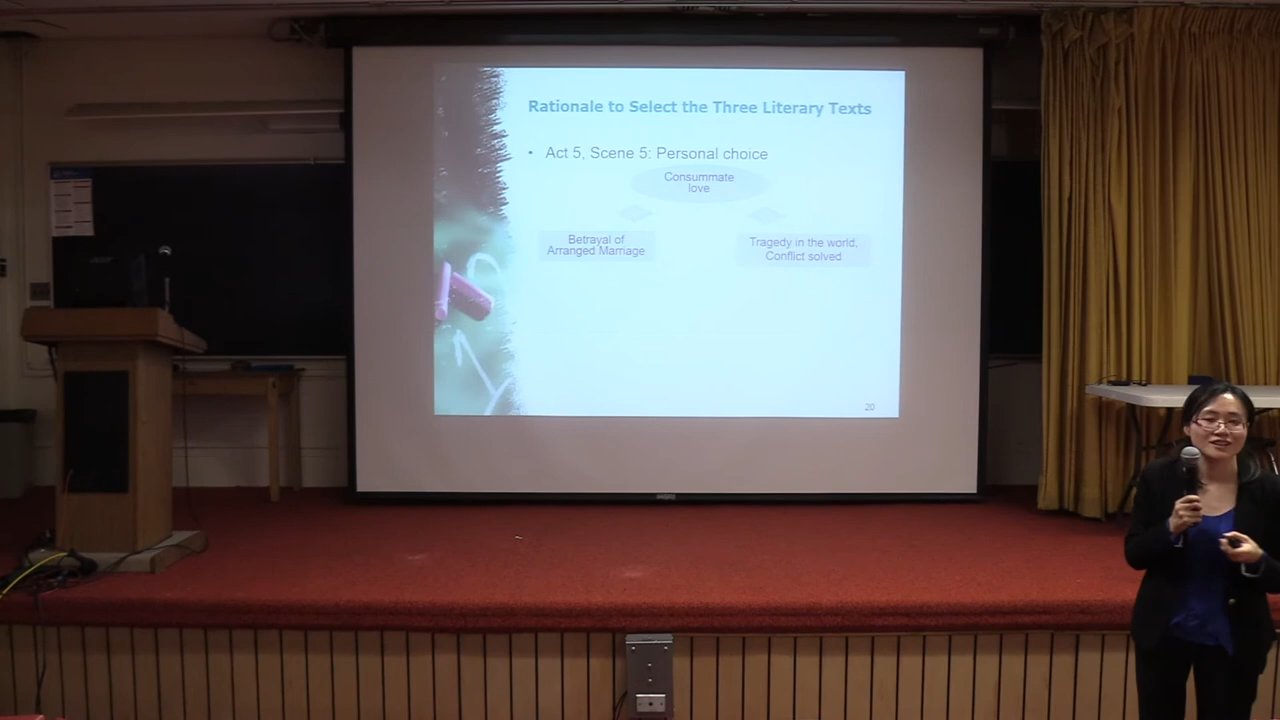 Rationale to Select the Three Literary Texts
• Act 5, Scene 5: Personal choice
Consummate
love
Betrayal of
Arranged Marriage
Tragedy in the world,
Conflict solved
20